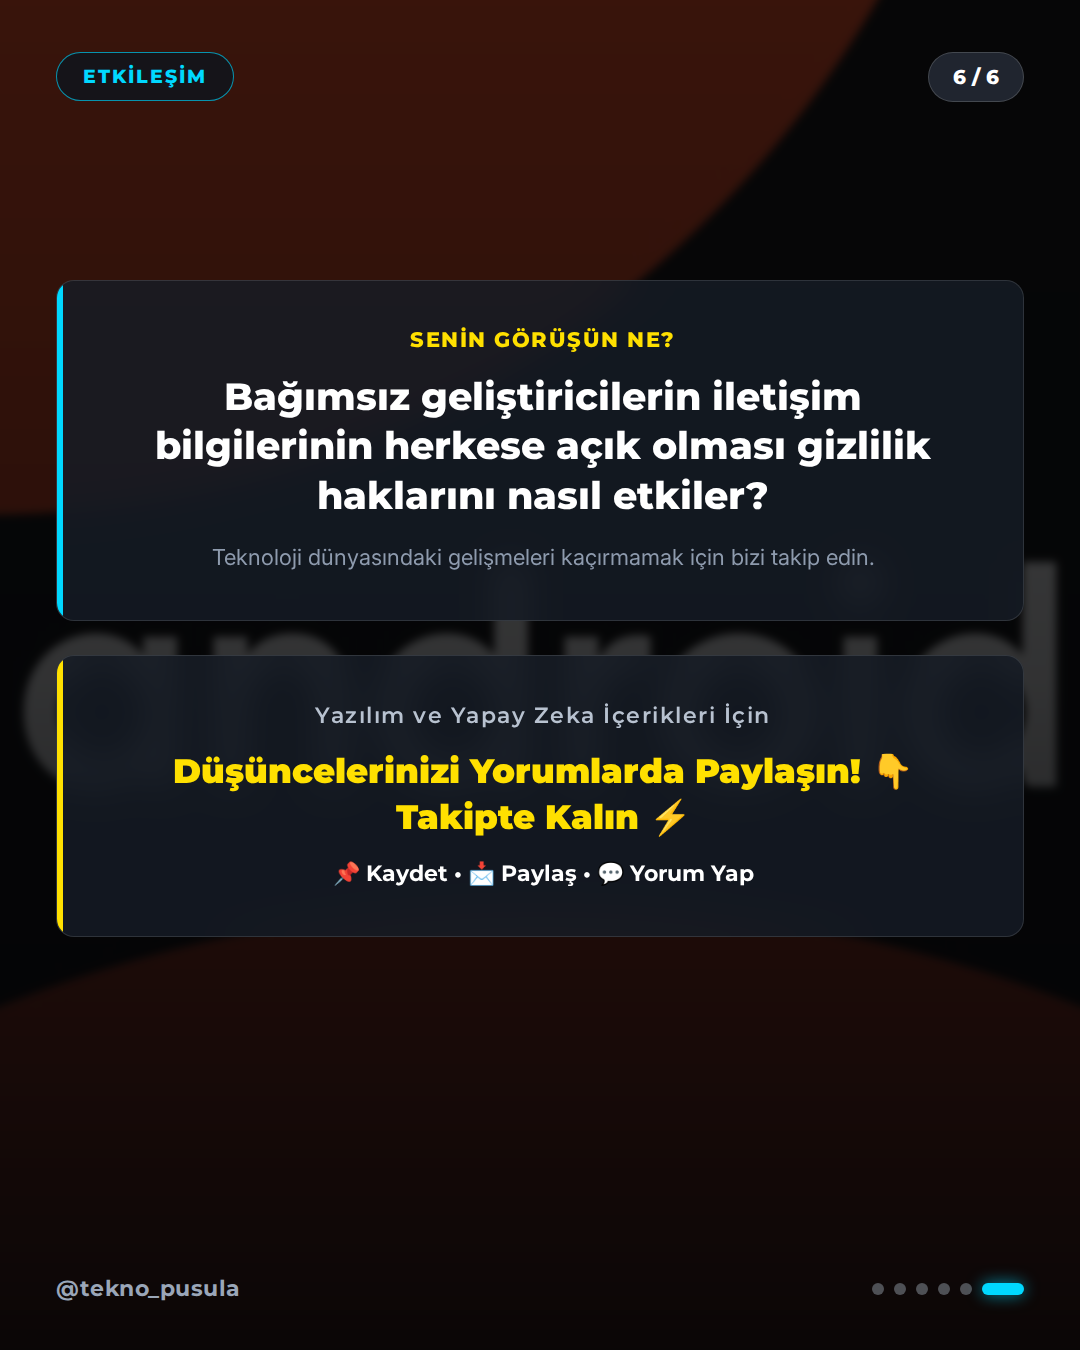 ETKİLEŞİM
6 / 6
SENİN GÖRÜŞÜN NE?
Bağımsız geliştiricilerin iletişim
bilgilerinin herkese açık olması gizlilik
haklarını nasıl etkiler?
Teknoloji dünyasındaki gelişmeleri kaçırmamak için bizi takip edin.
android
Yazılım ve Yapay Zeka İçerikleri İçin
Düşüncelerinizi Yorumlarda Paylaşın! 👇
Takipte Kalın ⚡
📌 Kaydet • 📩 Paylaş • 💬 Yorum Yap
@tekno_pusula